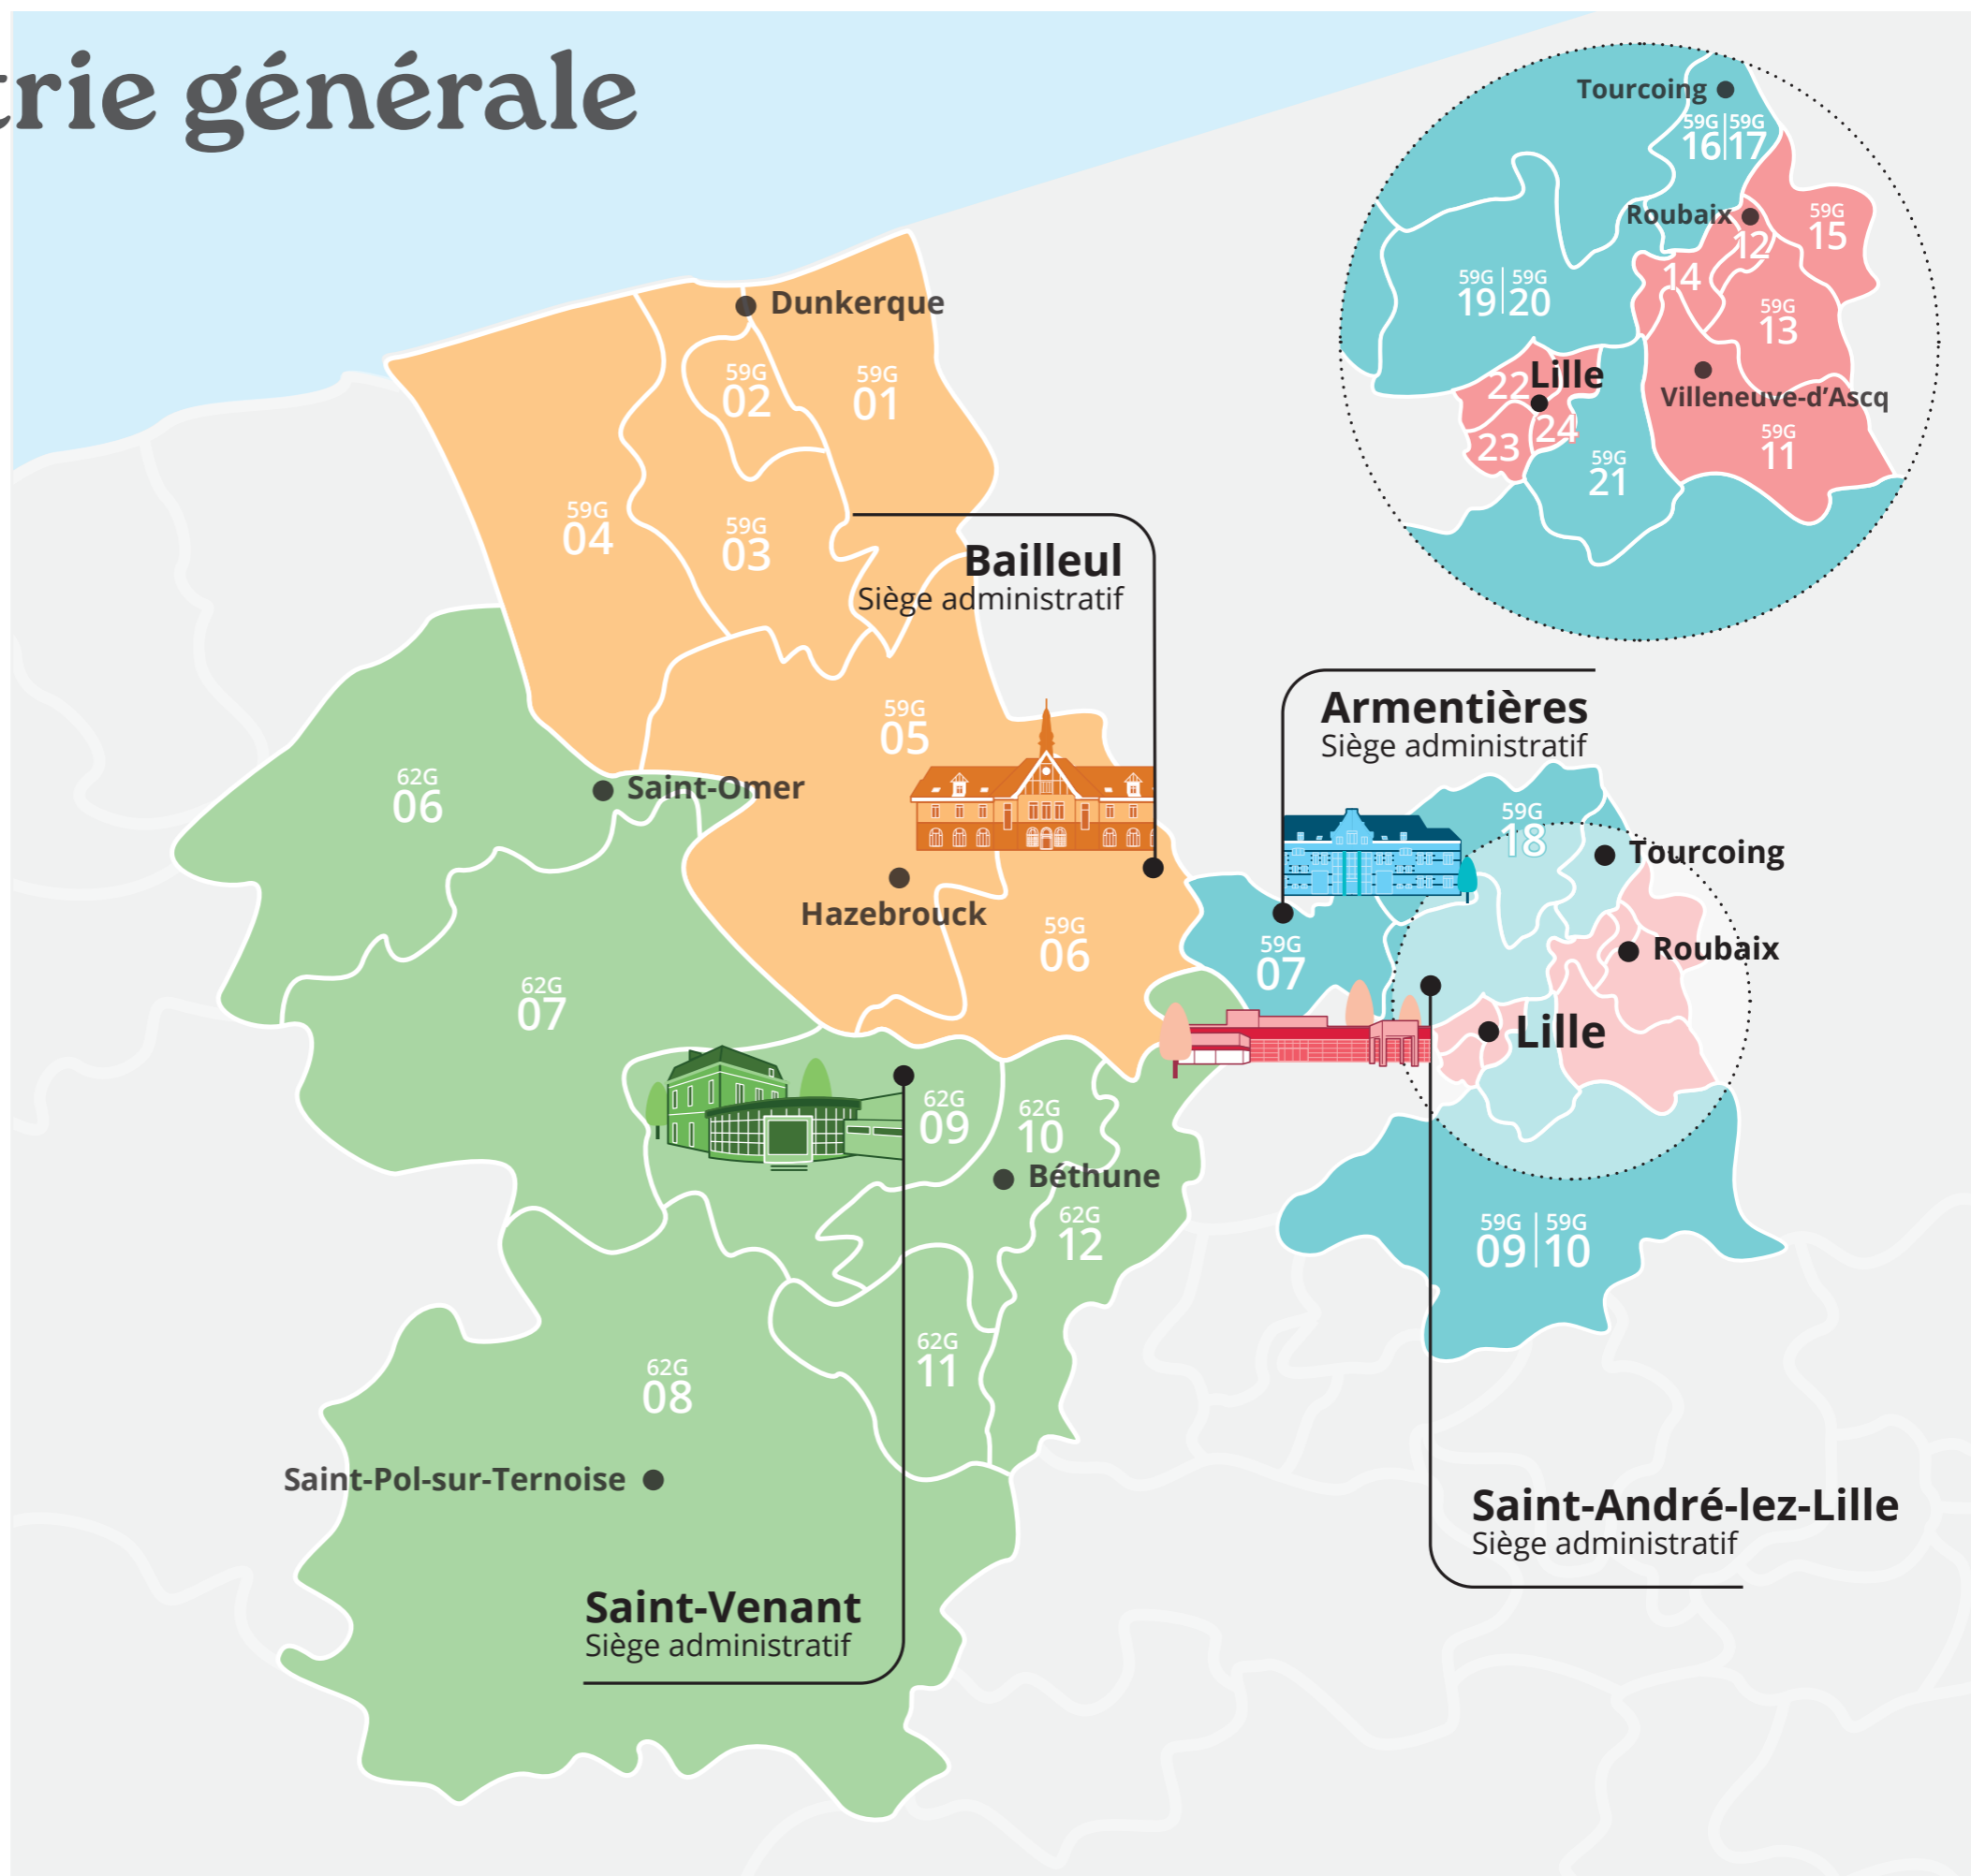 trie générale
Tourcoing
59G 59G
16 17
Roubaix
12
59G
15
14
59G
13
59G 59G
19 20
Lille
22
24
23
Villeneuve-d'Ascq
59G
11
59G
21
Dunkerque
59G
02
59G
01
59G
04
59G
03
Bailleul
Siège administratif
Armentières
Siège administratif
59G
05
62G
06
Saint-Omer
59G
18
Tourcoing
Hazebrouck
59G
06
59G
07
Roubaix
62G
07
Lille
62G
09
62G
10
Béthune
62G
12
59G 59G
09 10
62G
11
62G
08
Saint-Pol-sur-Ternoise
Saint-André-lez-Lille
Siège administratif
Saint-Venant
Siège administratif